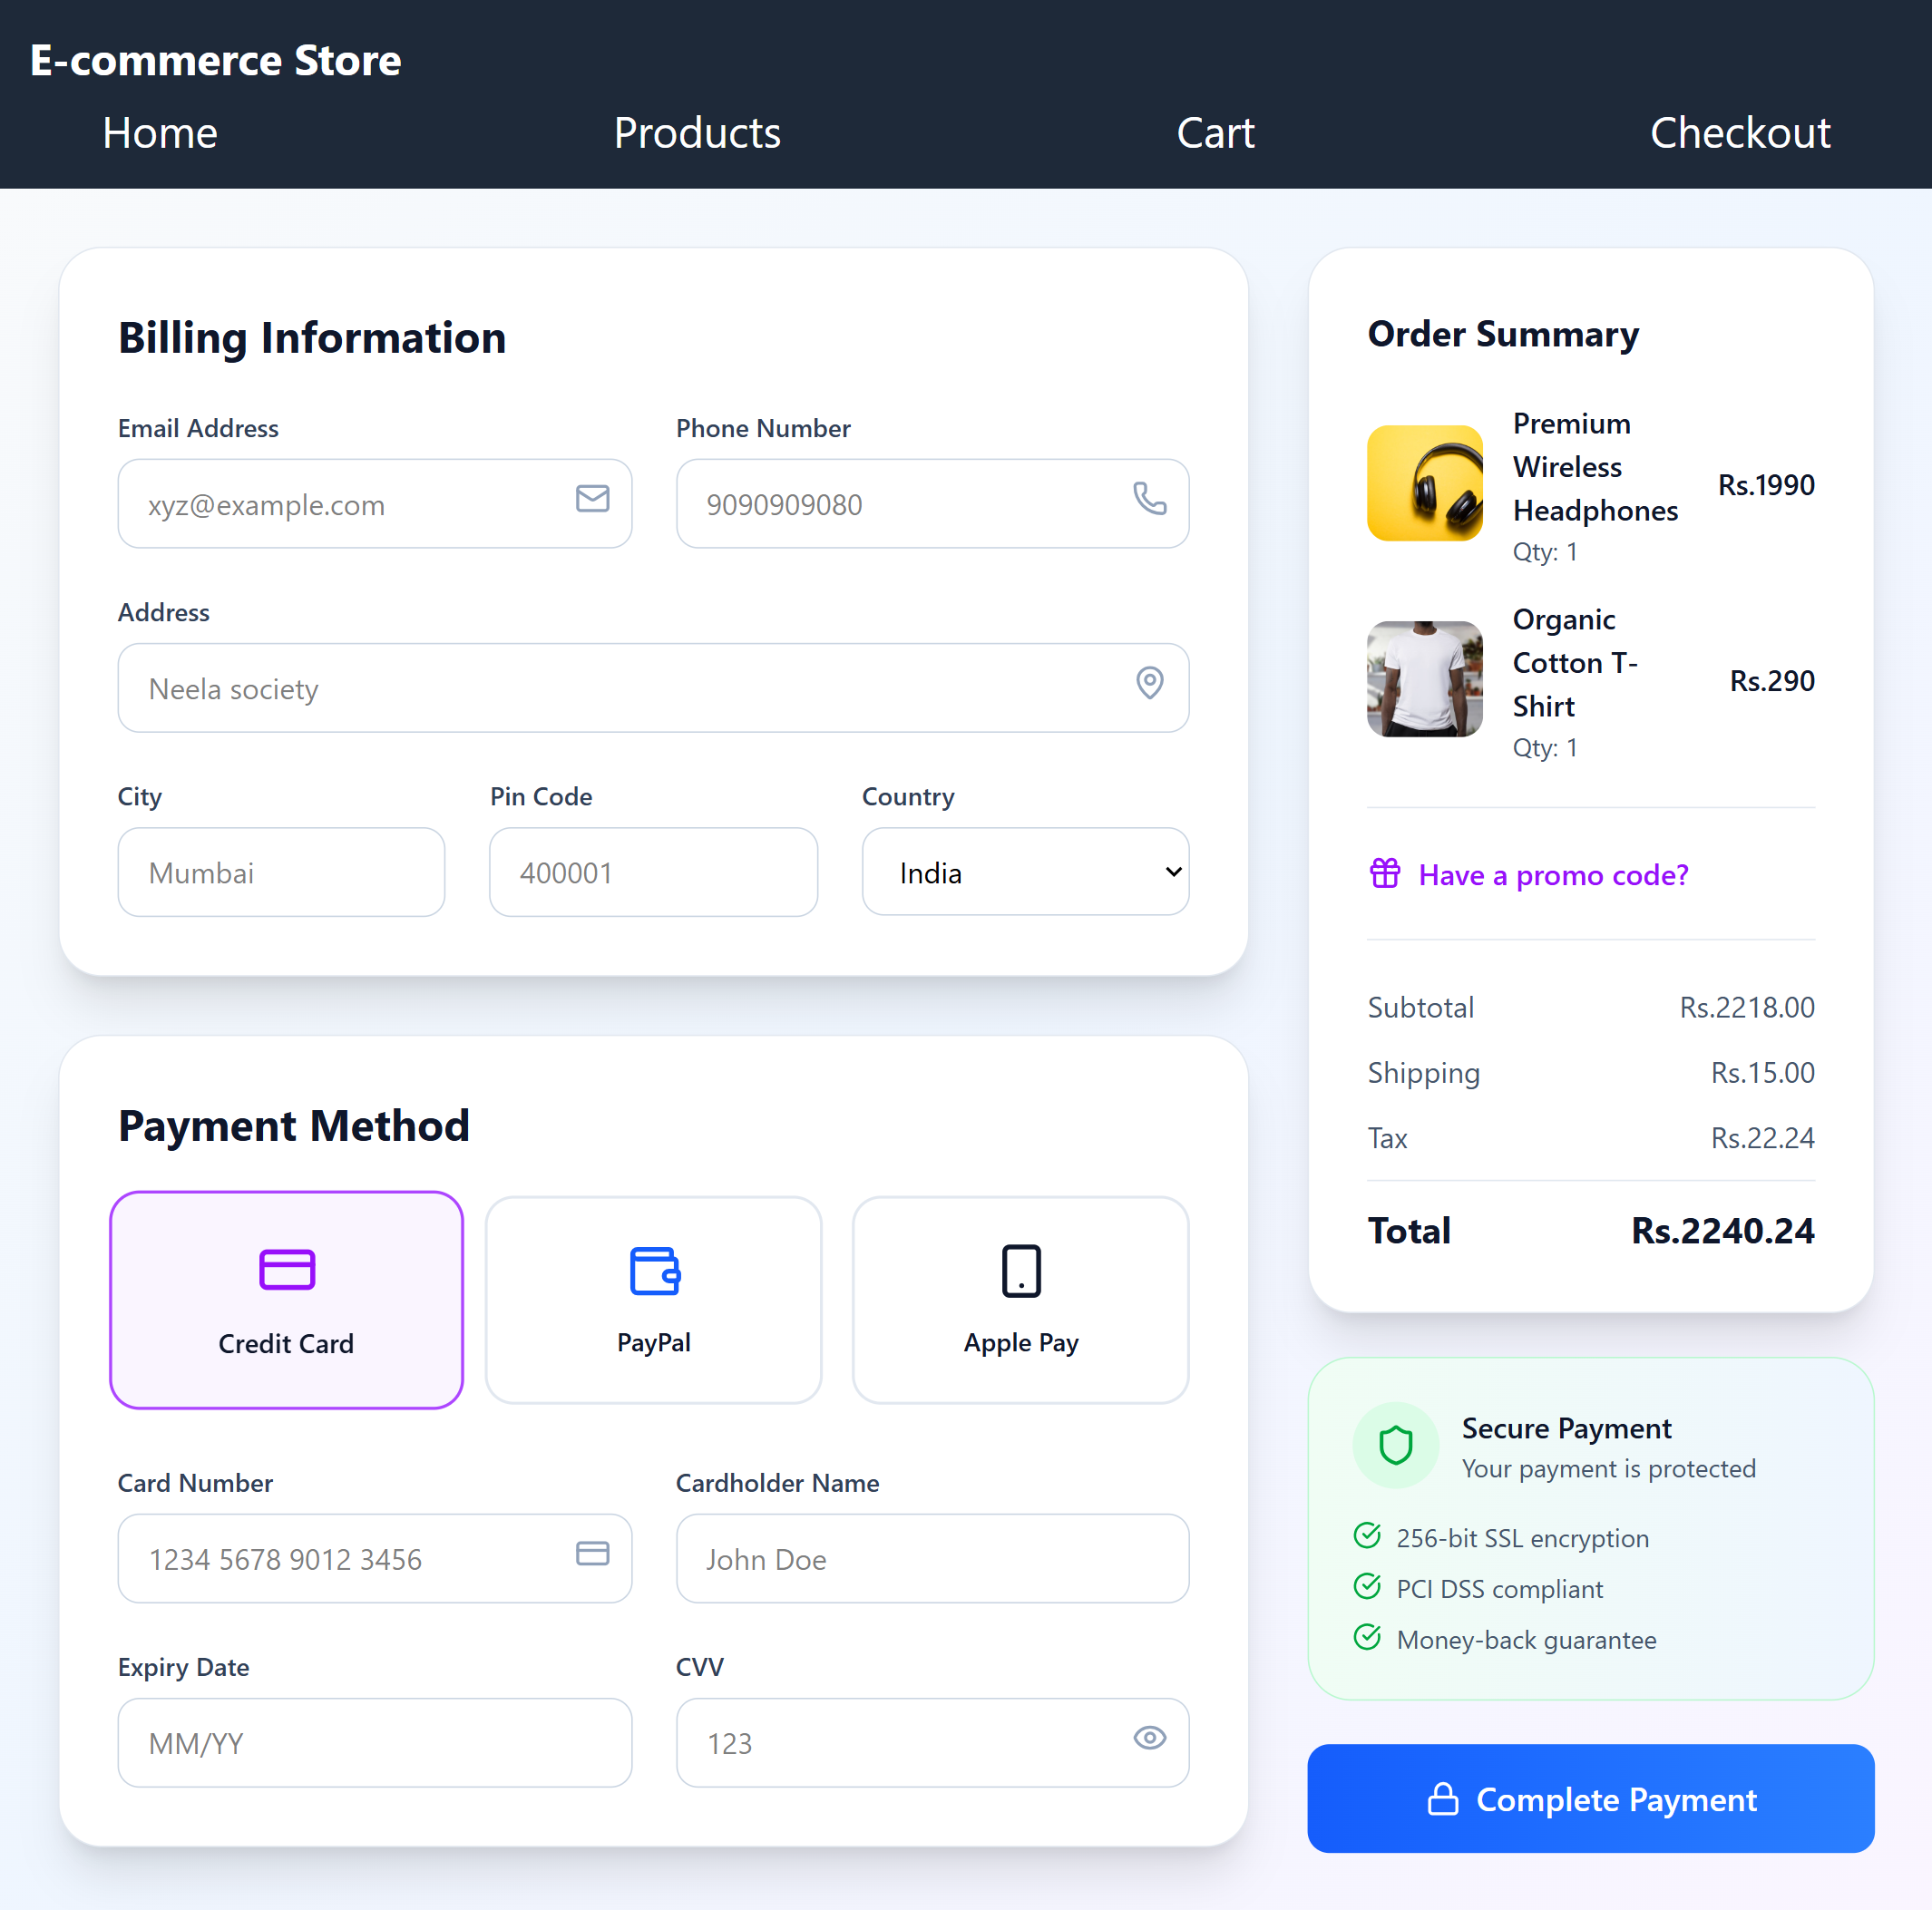 E-commerce Store
Home Products Cart Checkout
Billing Information
Email Address Phone Number
xyz@example.com 9090909080
Address
Neela society
City Pin Code Country
Mumbai 400001 India
Payment Method
Credit Card PayPal Apple Pay
Card Number Cardholder Name
1234 5678 9012 3456 John Doe
Expiry Date CVV
MM/YY 123
Order Summary
Premium
Wireless
Headphones
Qty: 1
Rs.1990
Organic
Cotton T-
Shirt
Qty: 1
Rs.290
Have a promo code?
Subtotal Rs.2218.00
Shipping Rs.15.00
Tax Rs.22.24
Total Rs.2240.24
Secure Payment
Your payment is protected
256-bit SSL encryption
PCI DSS compliant
Money-back guarantee
Complete Payment